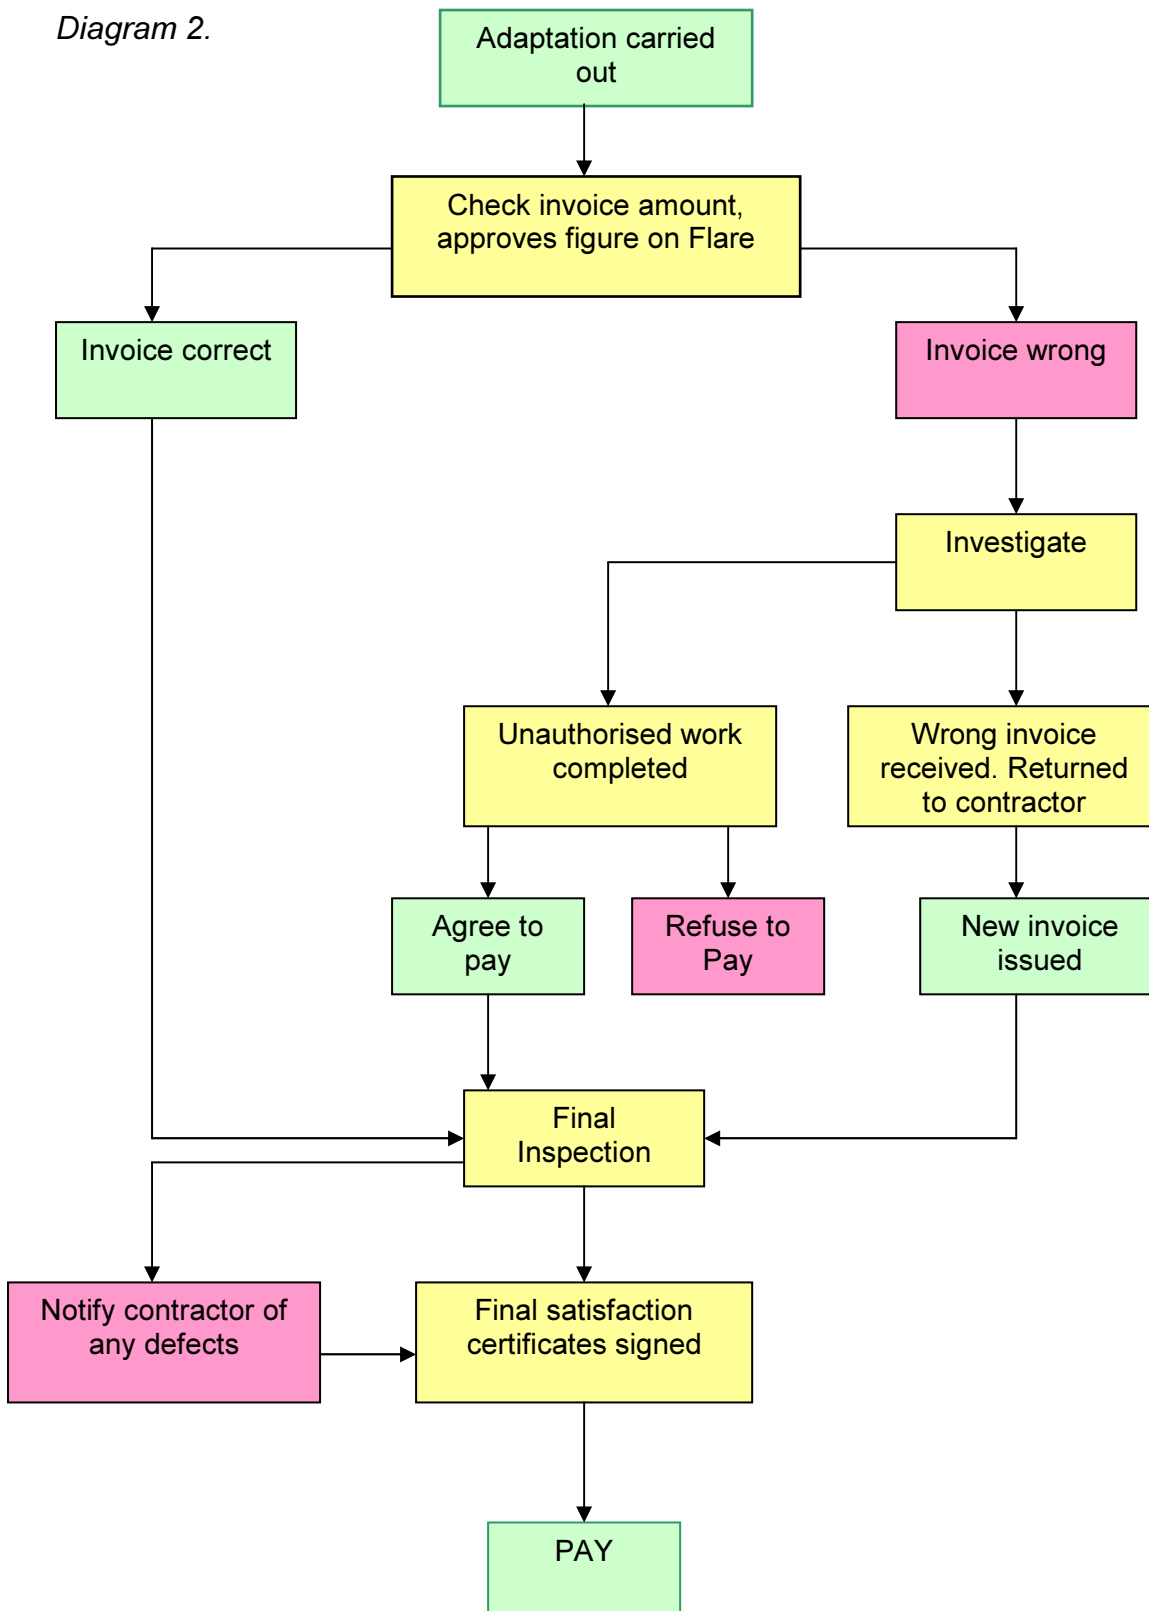 Diagram 2.
Adaptation carried
out
Check invoice amount,
approves figure on Flare
Invoice correct
Invoice wrong
Investigate
Unauthorised work
completed
Wrong invoice
received. Returned
to contractor
Agree to
pay
Refuse to
Pay
New invoice
issued
Final
Inspection
Notify contractor of
any defects
Final satisfaction
certificates signed
PAY